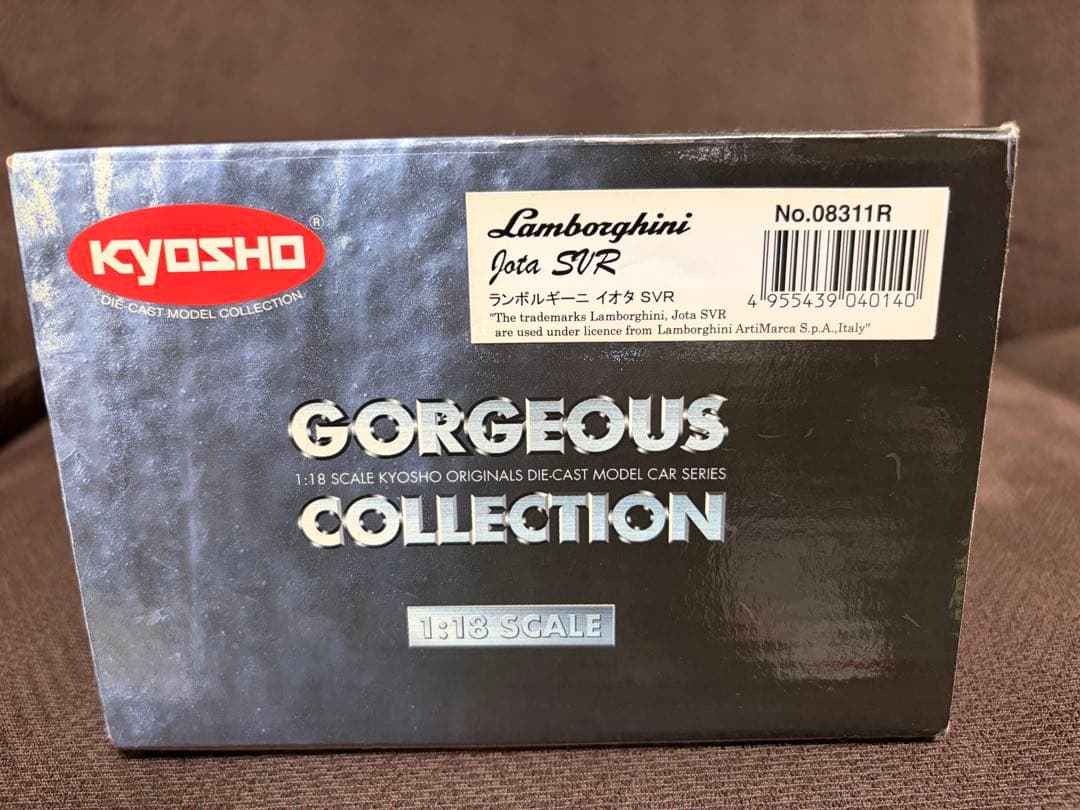 KYOSHO ®
DIE-CAST MODEL COLLECTION
Lamborghini
Jota SVR
ランボルギーニ イオタ SVR
"The trademarks Lamborghini, Jota SVR
are used under licence from Lamborghini ArtiMarca S.p.A.,Italy"
No.08311R
4 955439 040140
GORGEOUS
1:18 SCALE KYOSHO ORIGINALS DIE-CAST MODEL CAR SERIES
COLLECTION
1:18 SCALE